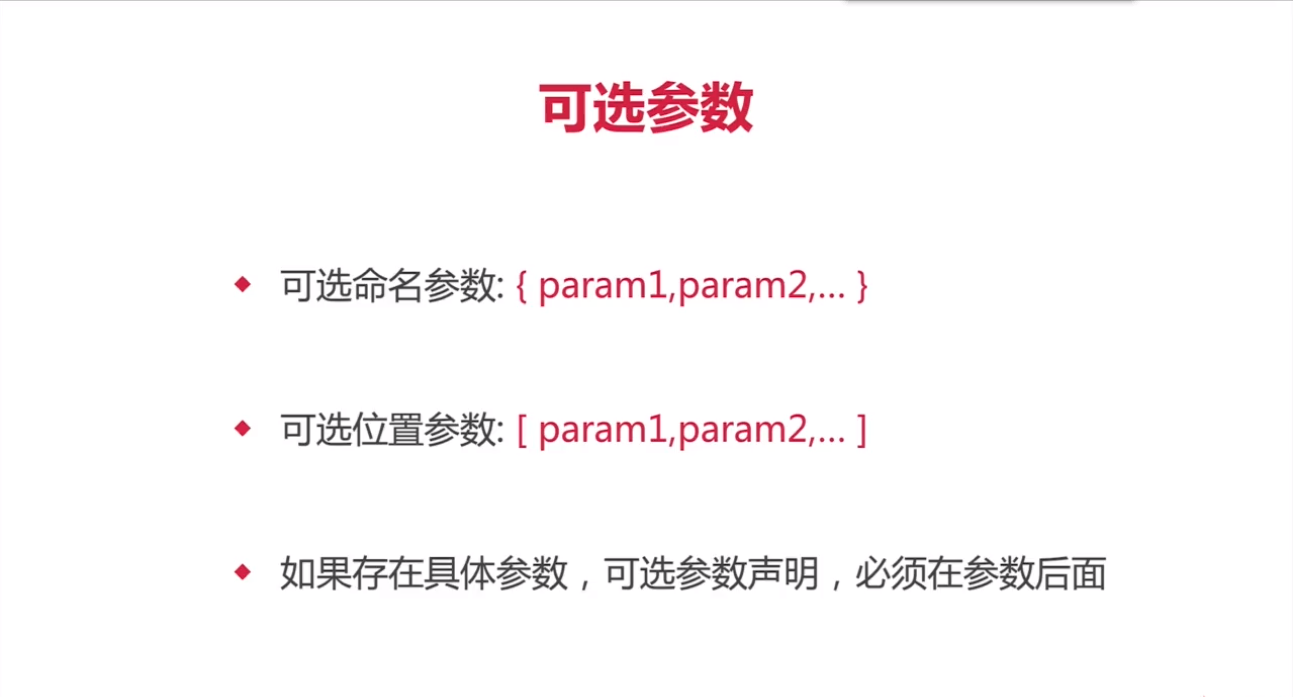 可选参数
可选命名参数: { param1,param2,... }
可选位置参数: [ param1,param2,... ]
如果存在具体参数，可选参数声明，必须在参数后面